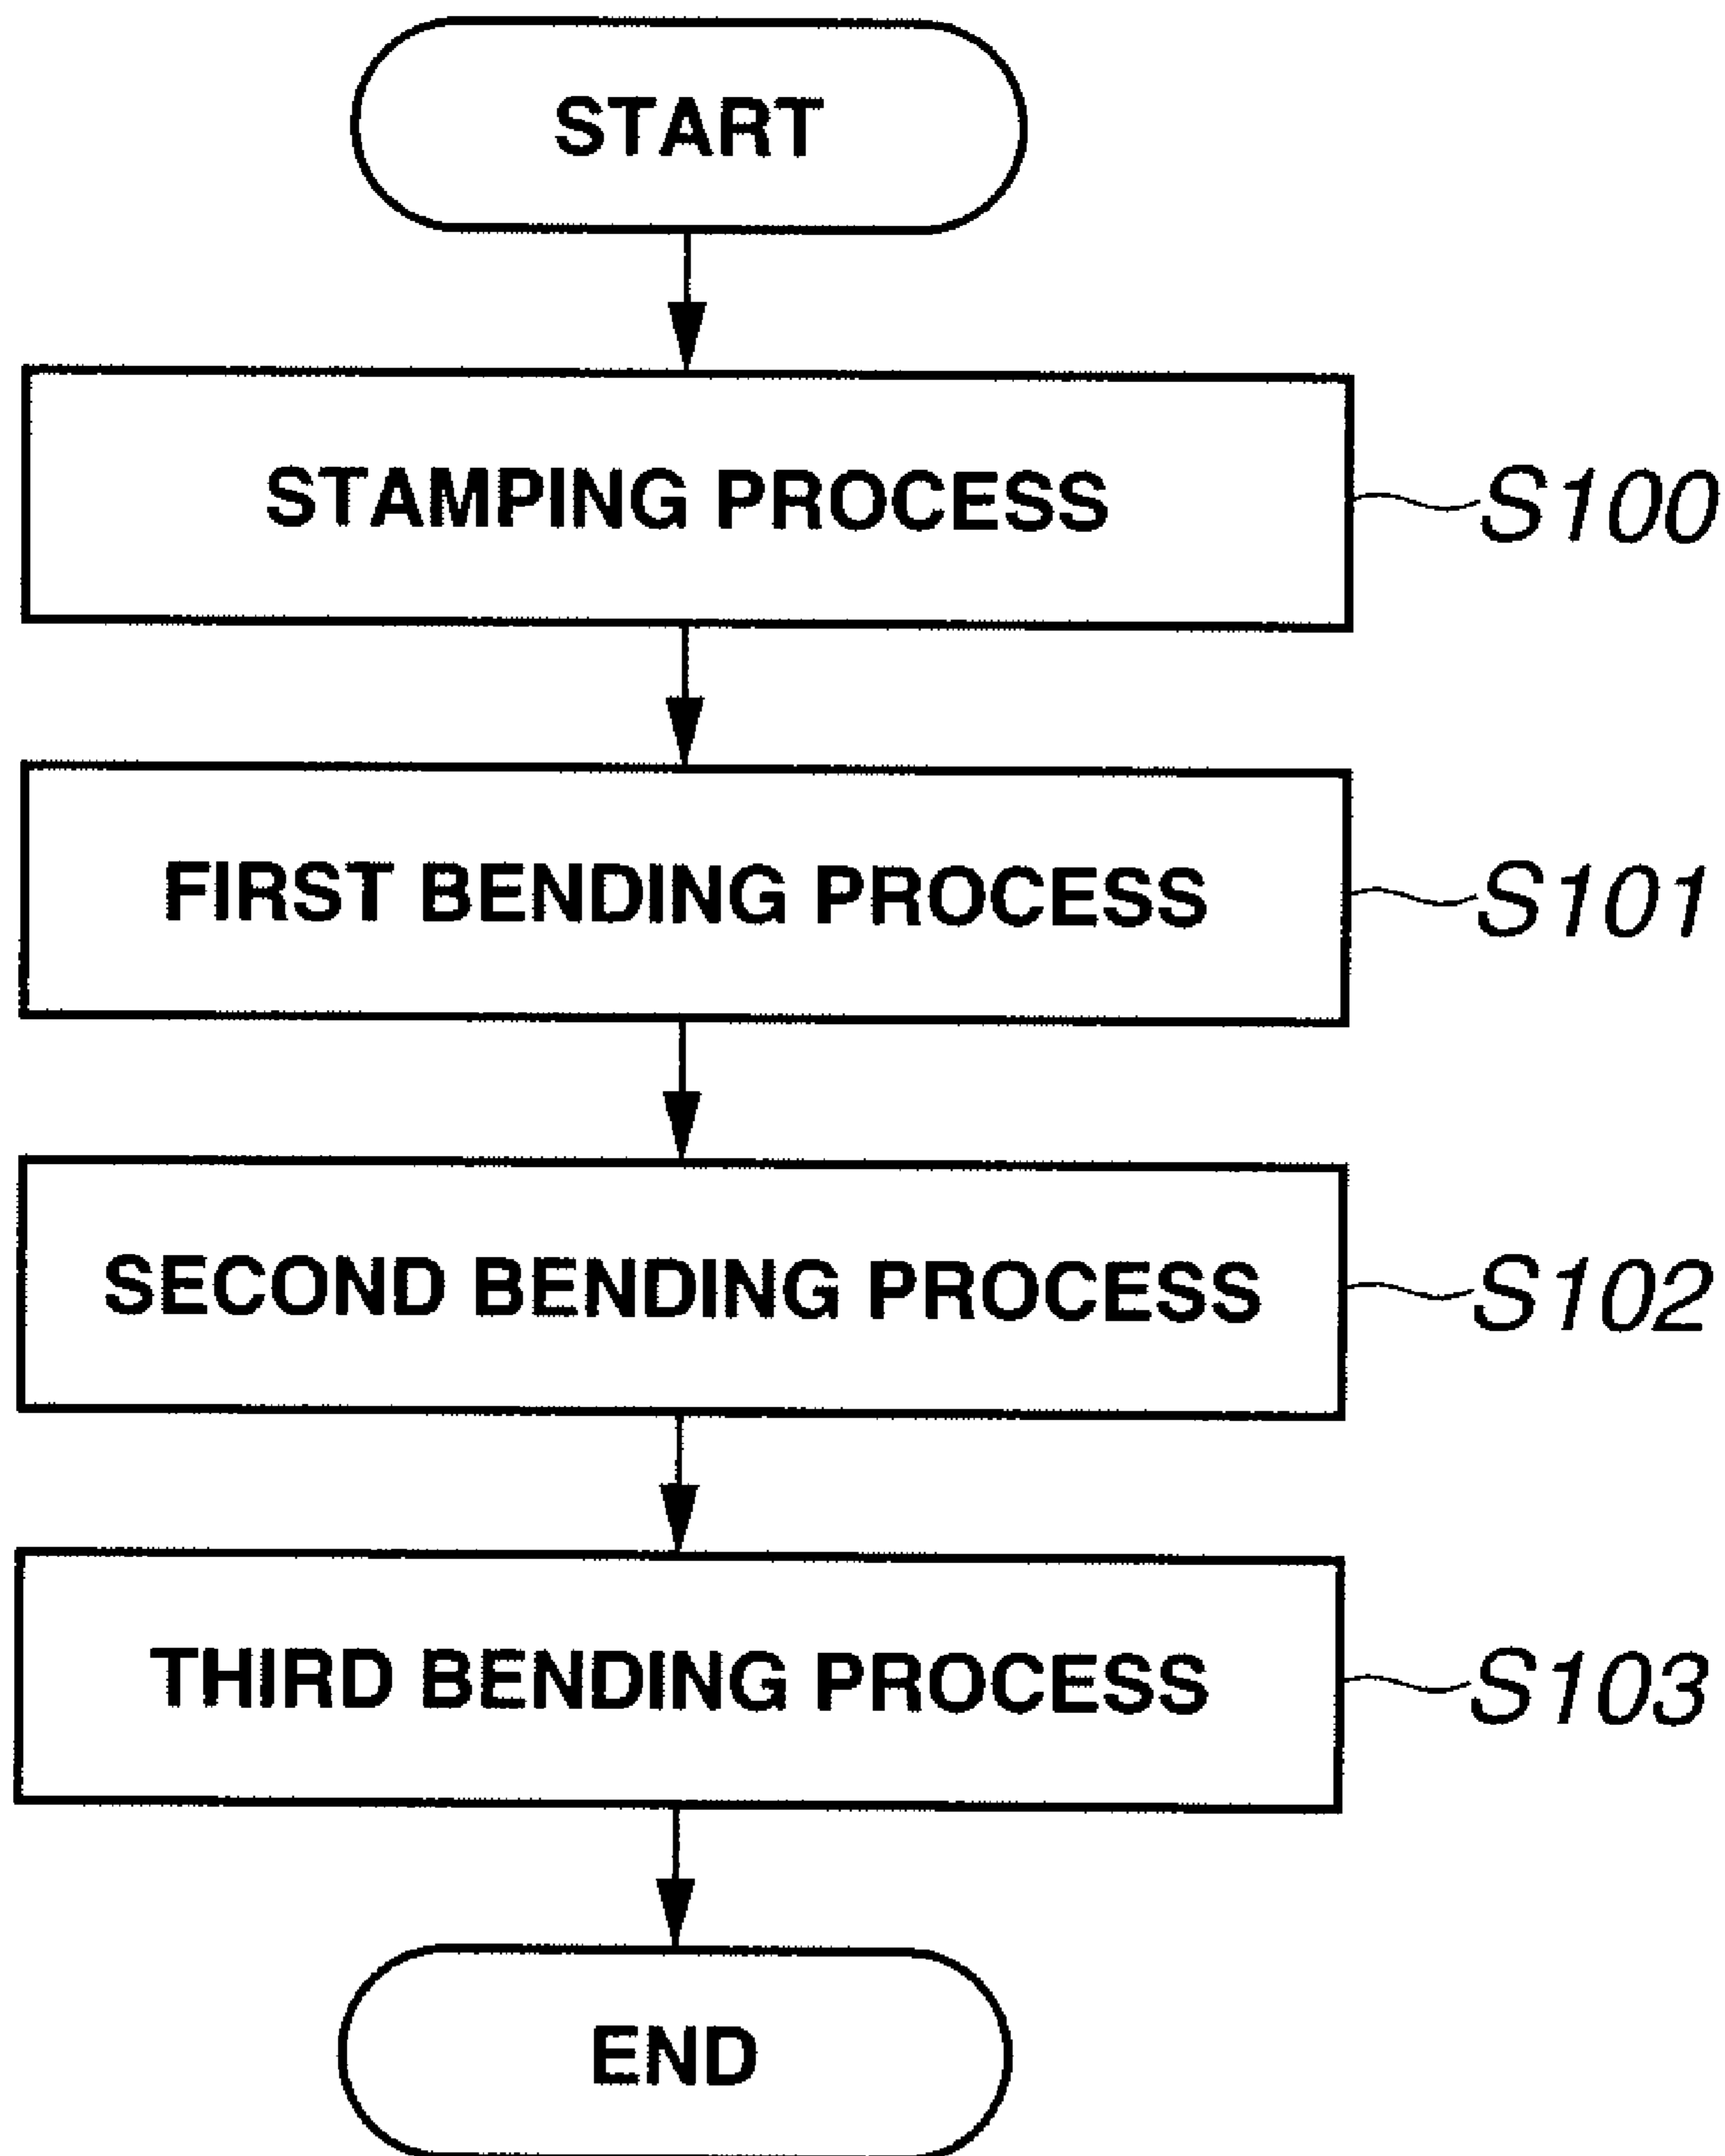 START
STAMPING PROCESS
S100
FIRST BENDING PROCESS
S101
SECOND BENDING PROCESS
S102
THIRD BENDING PROCESS
S103
END